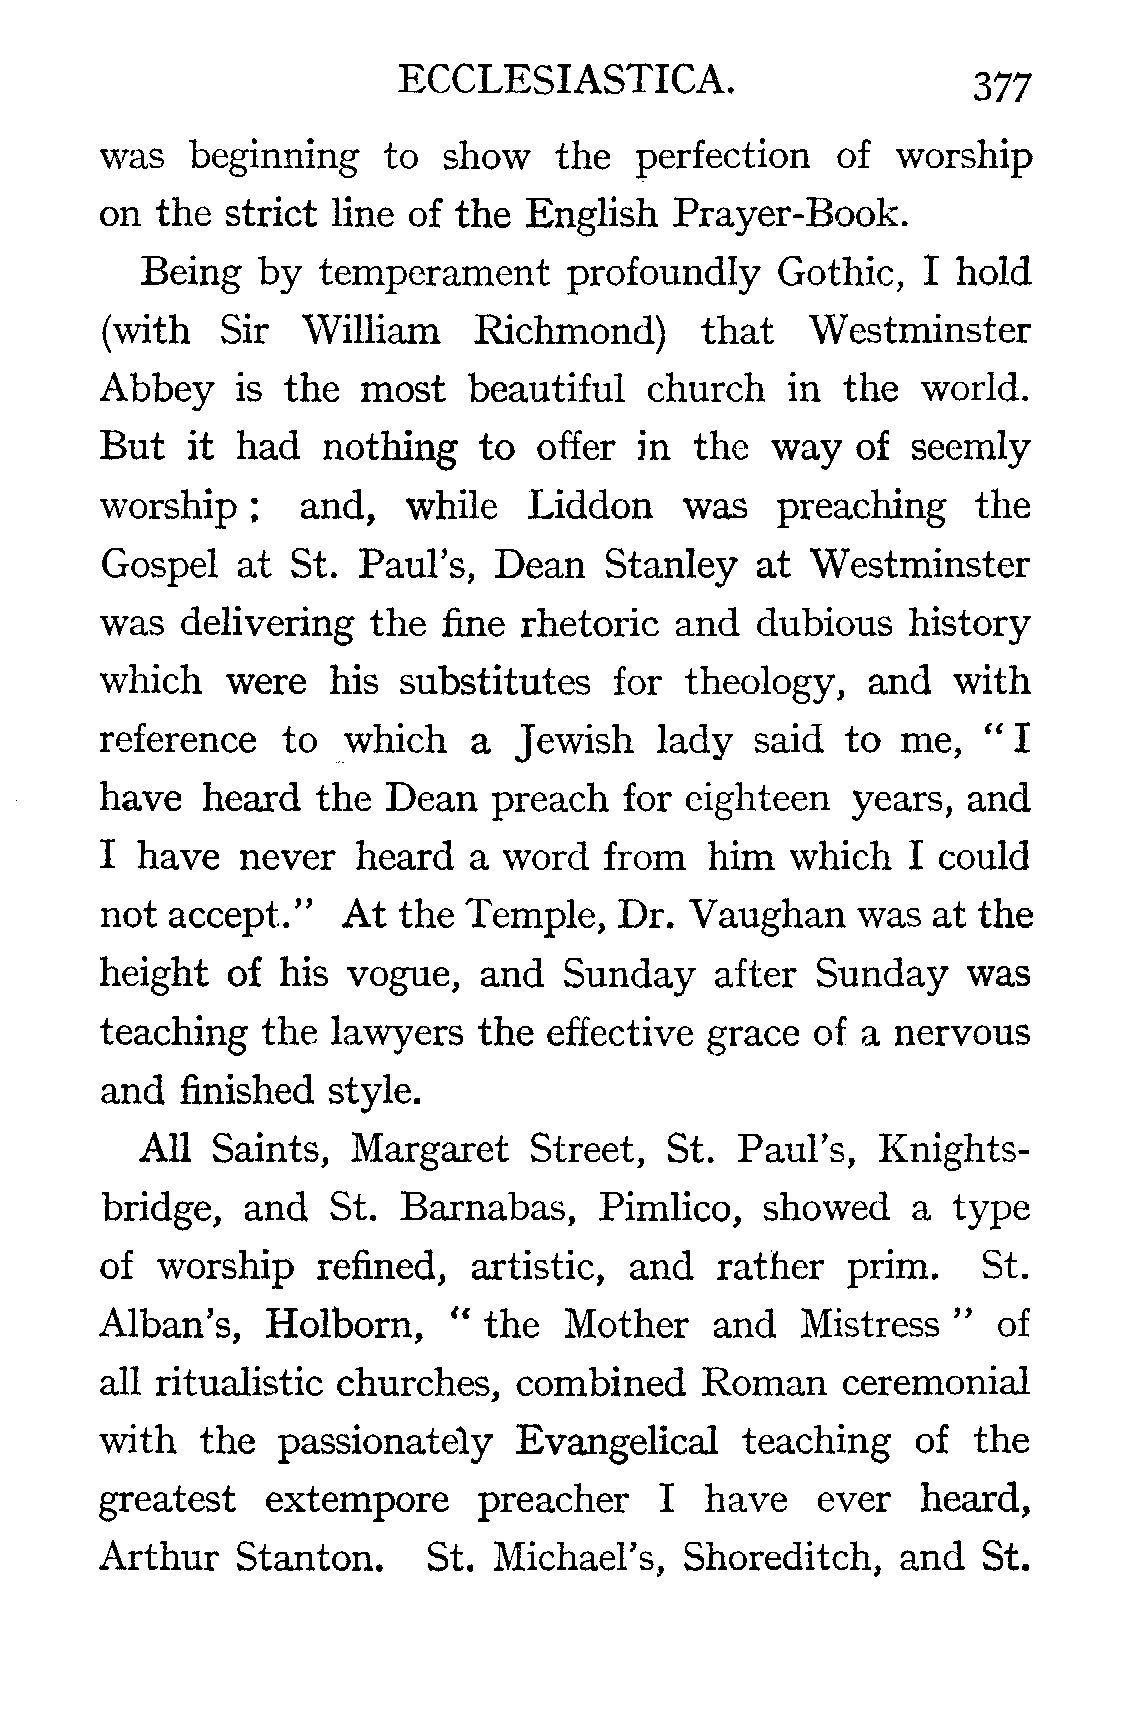 ECCLESIASTICA. 377
was beginning to show the perfection of worship
on the strict line of the English Prayer-Book.
Being by temperament profoundly Gothic, I hold
(with Sir William Richmond) that Westminster
Abbey is the most beautiful church in the world.
But it had nothing to offer in the way of seemly
worship ; and, while Liddon was preaching the
Gospel at St. Paul's, Dean Stanley at Westminster
was delivering the fine rhetoric and dubious history
which were his substitutes for theology, and with
reference to which a Jewish lady said to me, “ I
have heard the Dean preach for eighteen years, and
I have never heard a word from him which I could
not accept.” At the Temple, Dr. Vaughan was at the
height of his vogue, and Sunday after Sunday was
teaching the lawyers the effective grace of a nervous
and finished style.
All Saints, Margaret Street, St. Paul's, Knights-
bridge, and St. Barnabas, Pimlico, showed a type
of worship refined, artistic, and rather prim. St.
Alban's, Holborn, “ the Mother and Mistress ” of
all ritualistic churches, combined Roman ceremonial
with the passionately Evangelical teaching of the
greatest extempore preacher I have ever heard,
Arthur Stanton. St. Michael's, Shoreditch, and St.